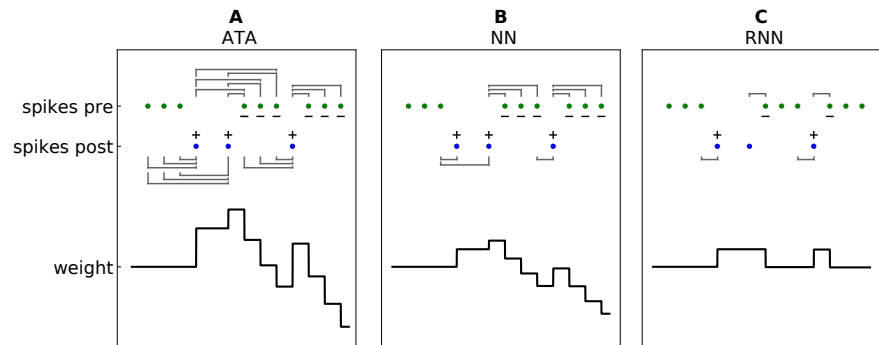 A
ATA
B
NN
C
RNN
spikes pre
− − − − − −
− − − − − −
− −
+ + +
+ + +
+ +
spikes post
weight